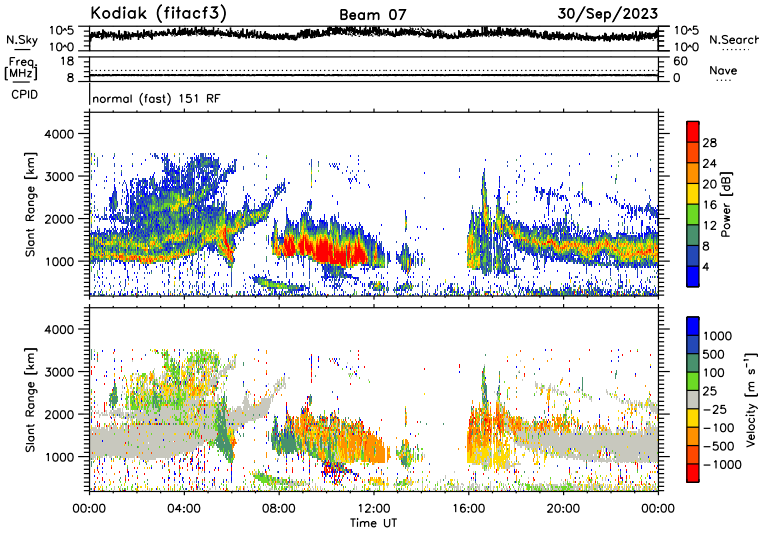 Kodiak (fitacf3) Beam 07 30/Sep/2023
N.Sky 10^5 10^0 10^5 10^0 N.Search
Freq. [MHz] 18 8 60 0 Nave
CPID normal (fast) 151 RF
Slant Range [km] 4000 3000 2000 1000
Power [dB] 28 24 20 16 12 8 4
Slant Range [km] 4000 3000 2000 1000
Velocity [m s⁻¹] 1000 500 100 25 −25 −100 −500 −1000
00:00 04:00 08:00 12:00 16:00 20:00 00:00
Time UT